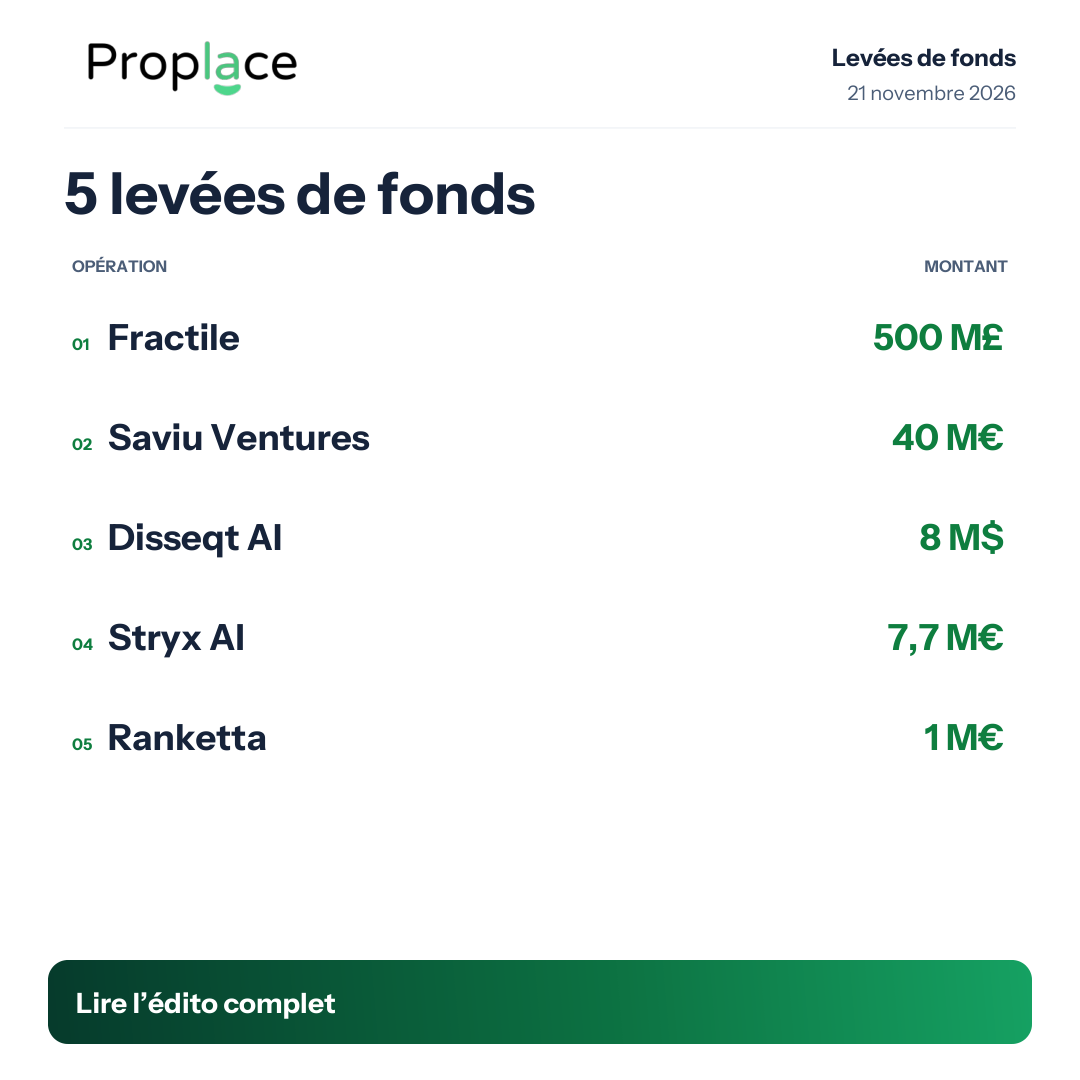 Proplace
Levées de fonds
21 novembre 2026
5 levées de fonds
OPÉRATION MONTANT
01 Fractile 500 M£
02 Saviu Ventures 40 M€
03 Disseqt AI 8 M$
04 Stryx AI 7,7 M€
05 Ranketta 1 M€
Lire l’édito complet